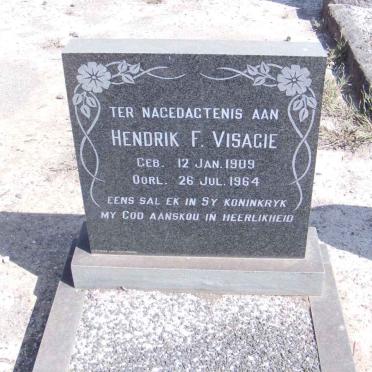 TER NAGEDAGTENIS AAN
HENDRIK F. VISAGIE
GEB. 12 JAN. 1909
OORL. 26 JUL. 1964
EENS SAL EK IN SY KONINKRYK
MY GOD AANSKOU IN HEERLIKHEID